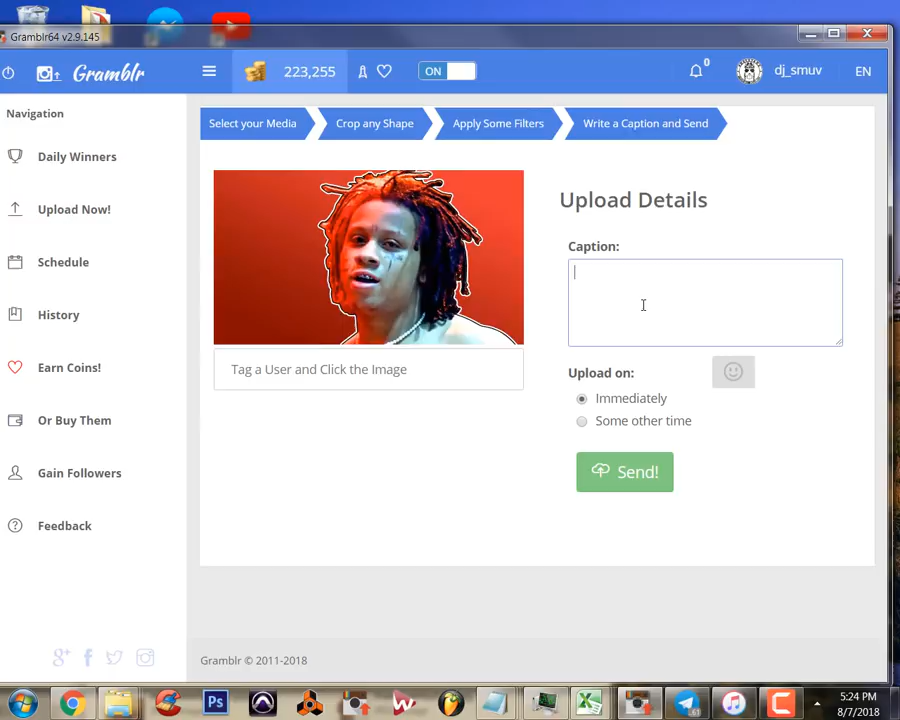 Gramblr64 v2.9.145
Gramblr
223,255
ON
0
dj_smuv
EN
Navigation
Daily Winners
Upload Now!
Schedule
History
Earn Coins!
Or Buy Them
Gain Followers
Feedback
Select your Media
Crop any Shape
Apply Some Filters
Write a Caption and Send
Tag a User and Click the Image
Upload Details
Caption:
Upload on:
Immediately
Some other time
Send!
Gramblr © 2011-2018
Ps
5:24 PM
8/7/2018